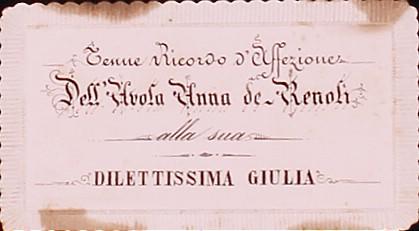 Tenue Ricordo d'Affezione
Dell'Avola Anna de-Renoli
alla sua
DILETTISSIMA GIULIA